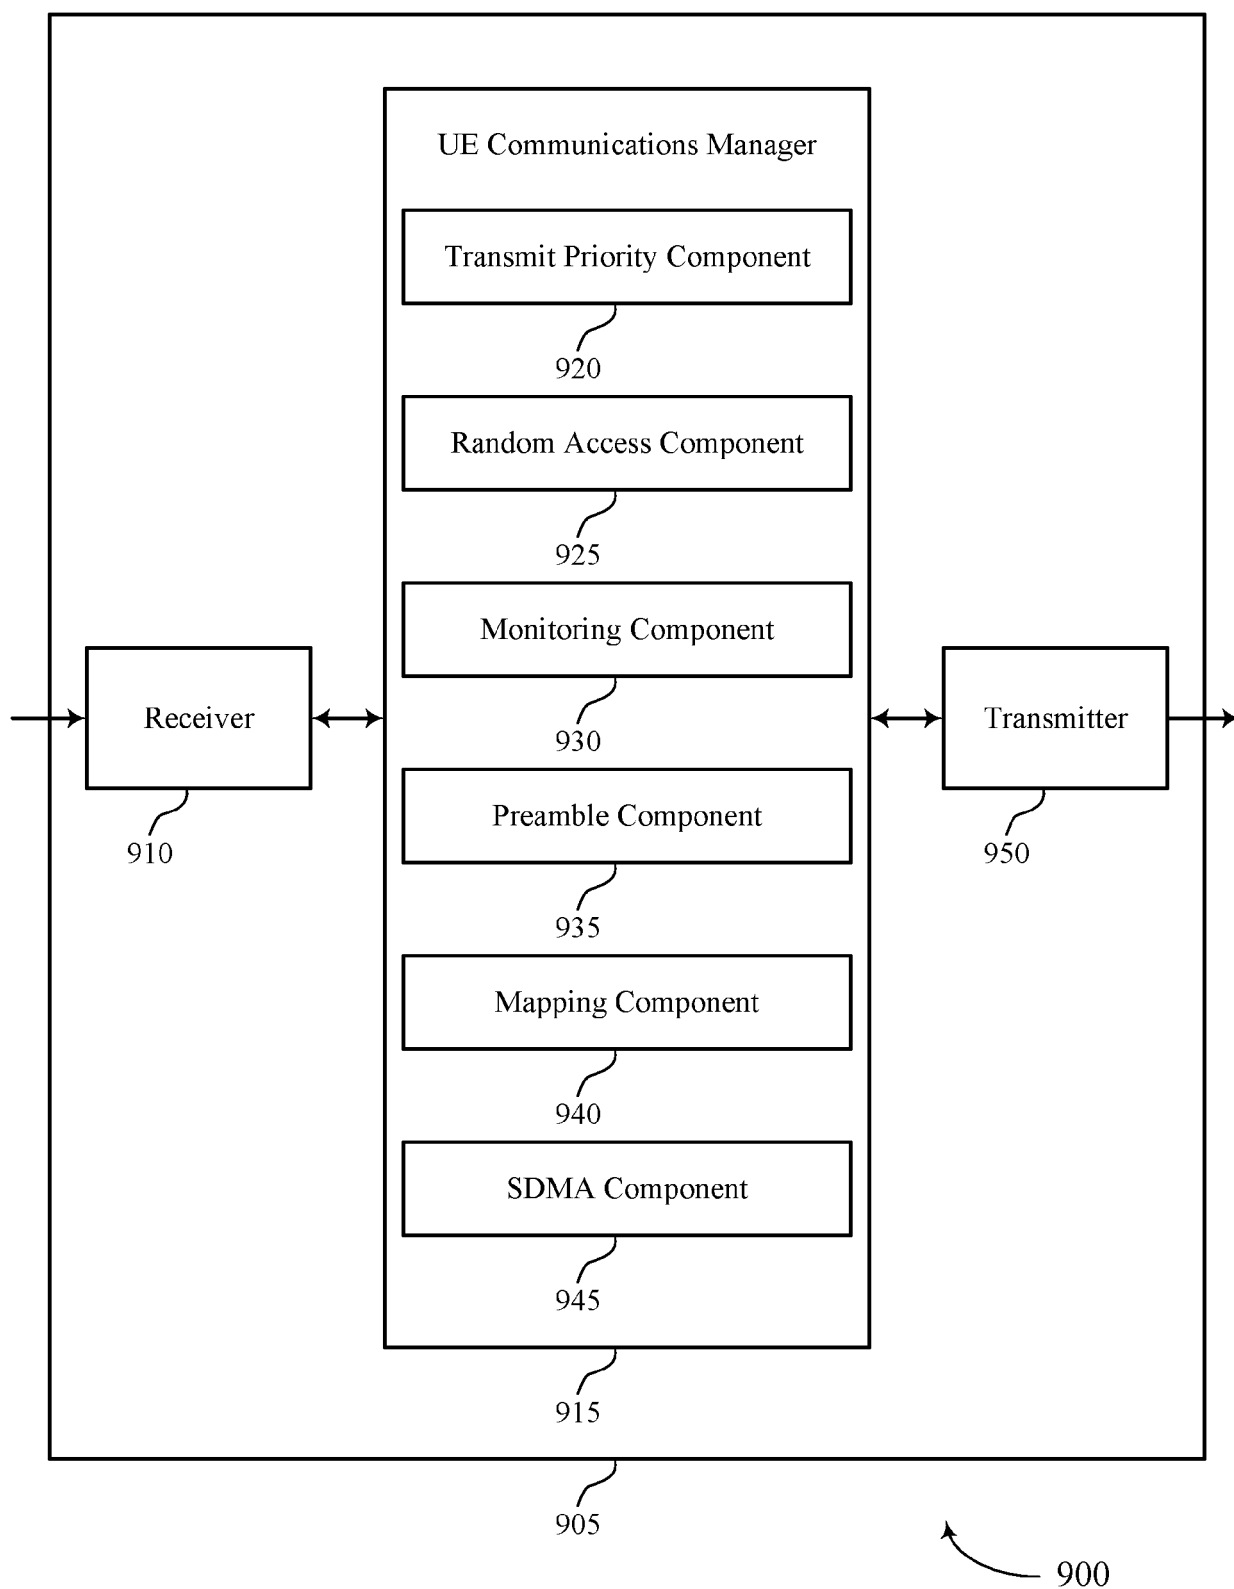 UE Communications Manager
Transmit Priority Component
920
Random Access Component
925
Monitoring Component
930
Receiver
910
Transmitter
950
Preamble Component
935
Mapping Component
940
SDMA Component
945
915
905
900